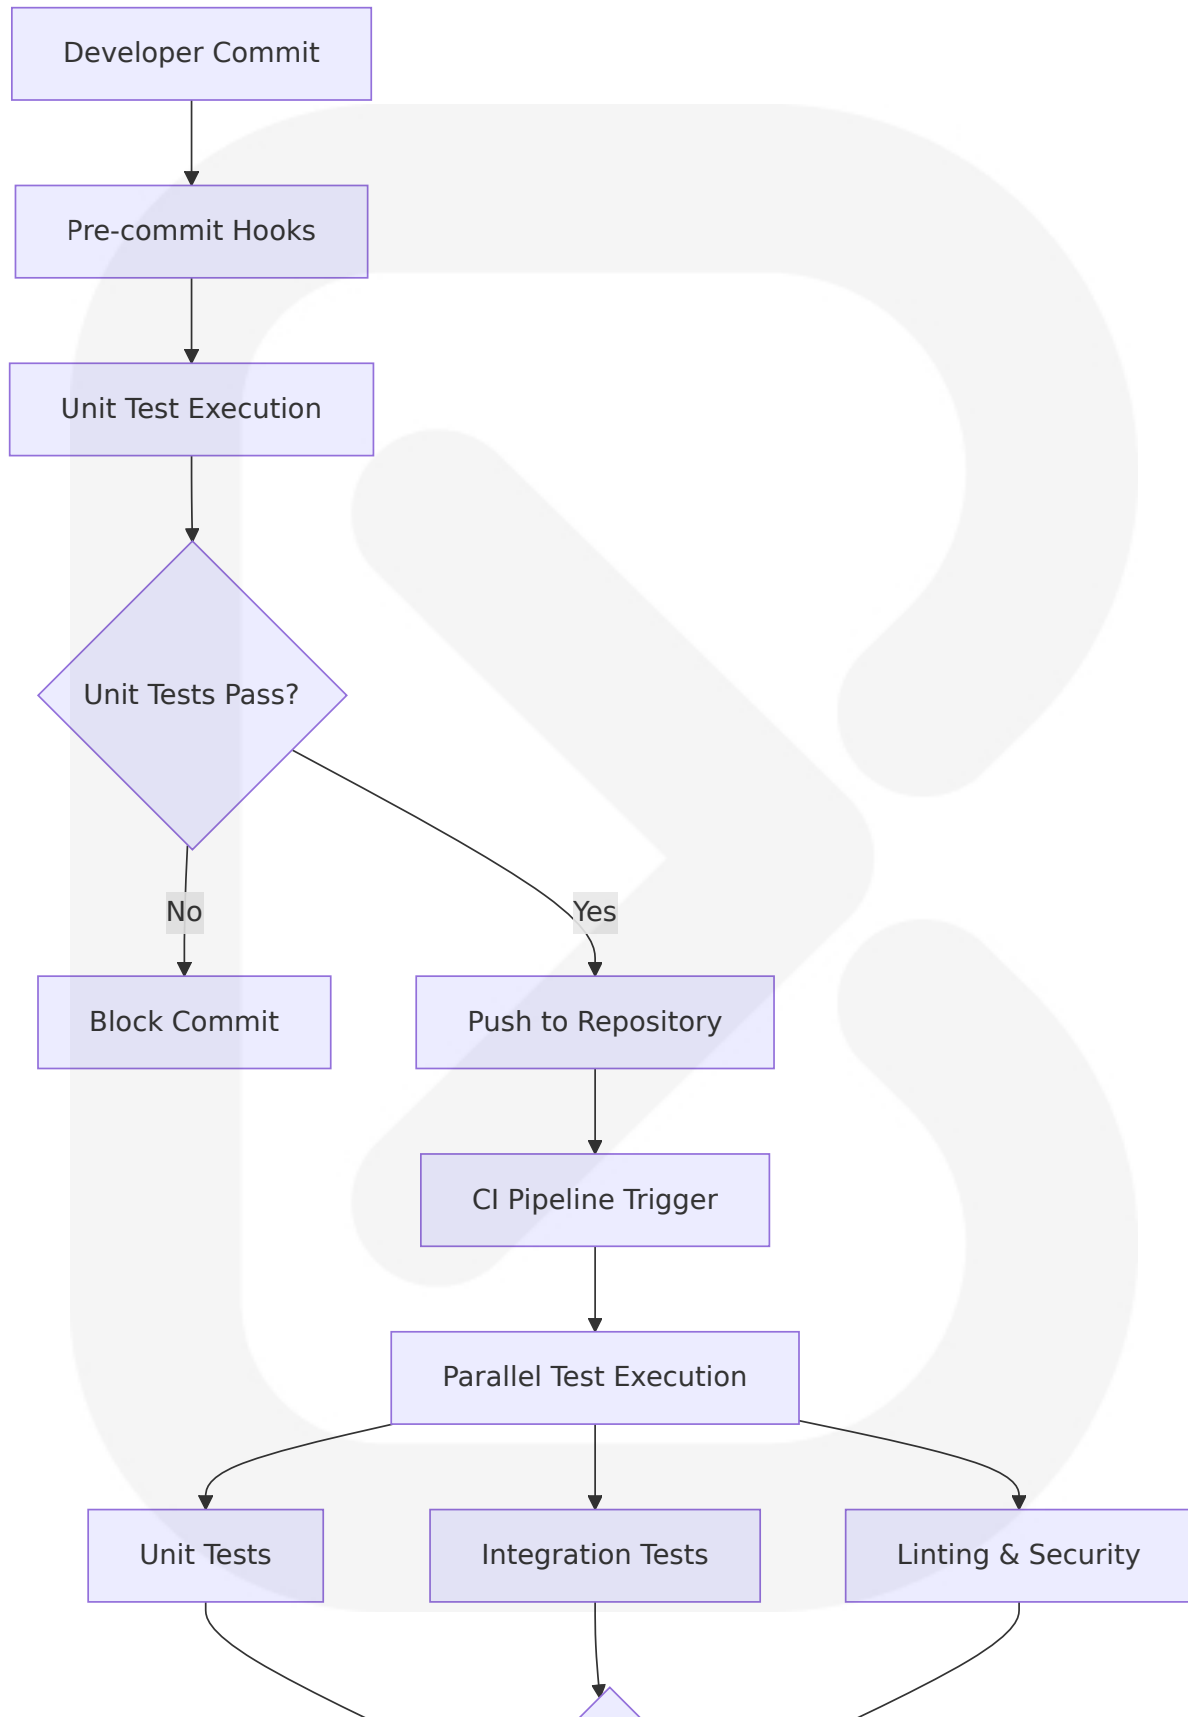 Developer Commit
Pre-commit Hooks
Unit Test Execution
Unit Tests Pass?
No
Yes
Block Commit
Push to Repository
CI Pipeline Trigger
Parallel Test Execution
Unit Tests
Integration Tests
Linting & Security